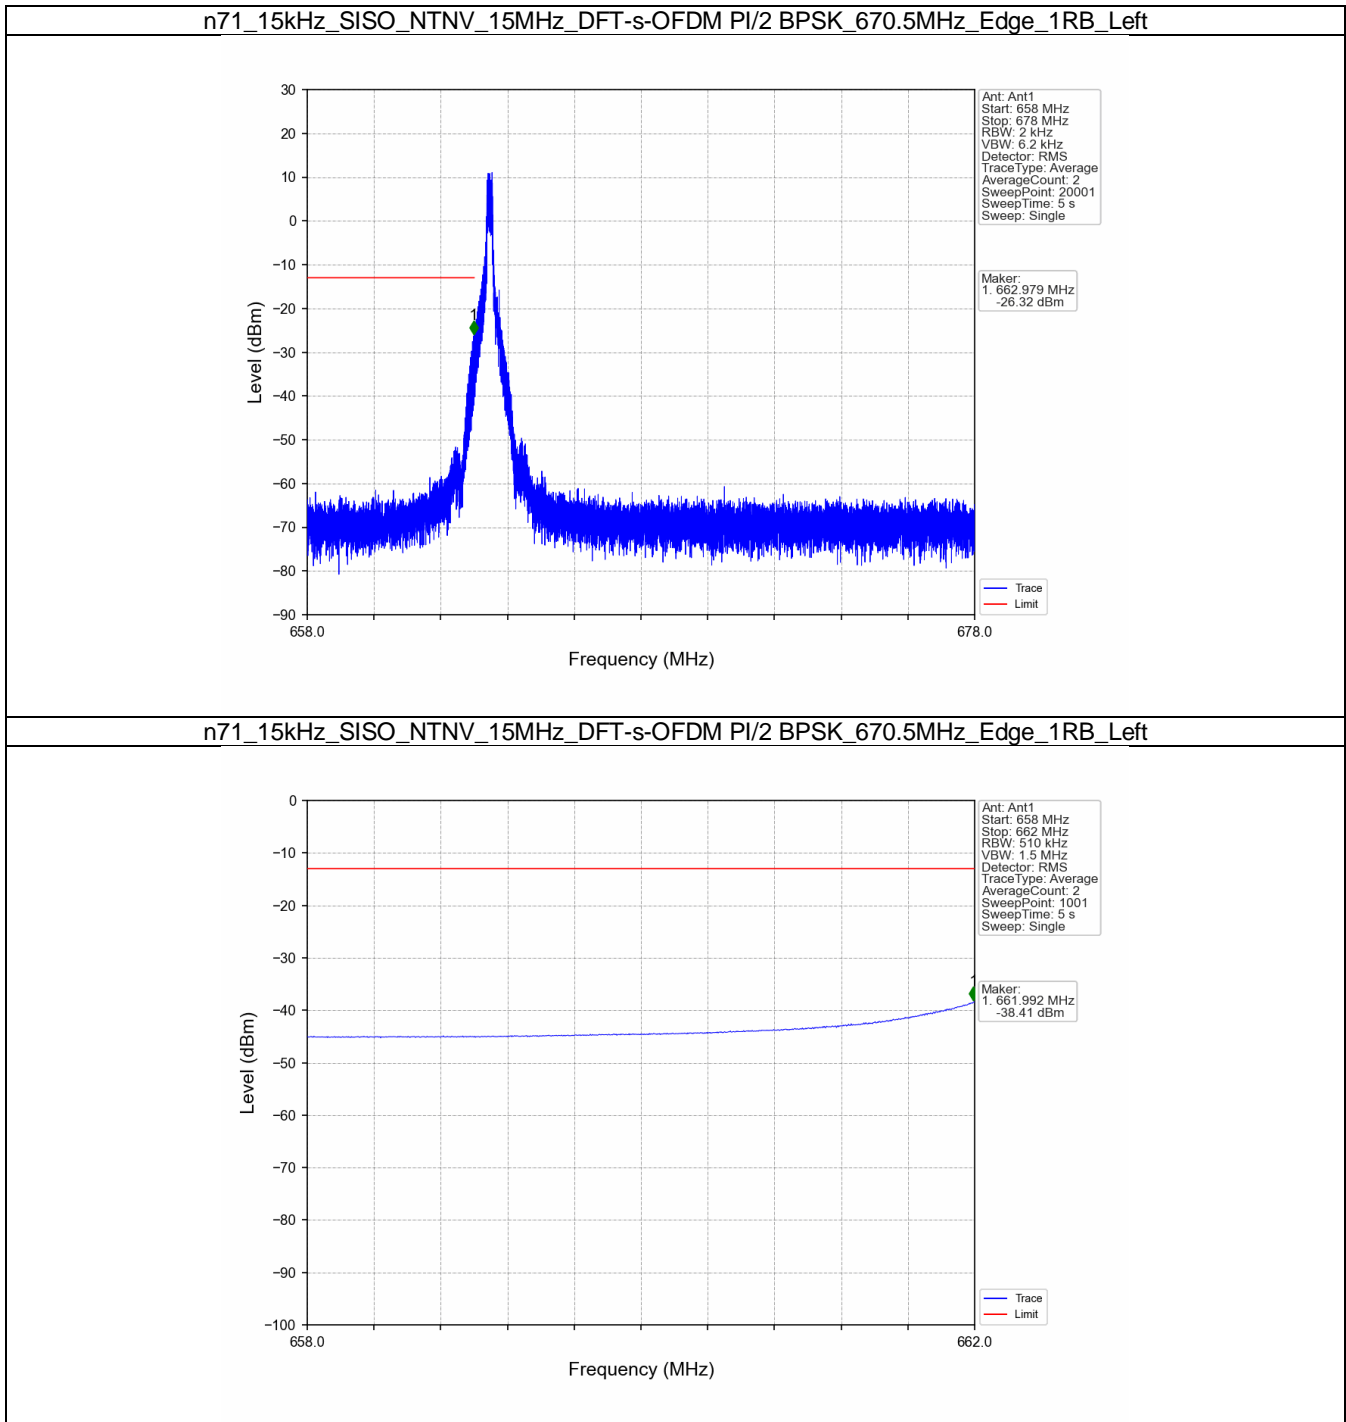 n71_15kHz_SISO_NTNV_15MHz_DFT-s-OFDM PI/2 BPSK_670.5MHz_Edge_1RB_Left
30
20
10
0
−10
−20
−30
−40
−50
−60
−70
−80
−90
Level (dBm)
1
658.0
678.0
Frequency (MHz)
Ant: Ant1
Start: 658 MHz
Stop: 678 MHz
RBW: 2 kHz
VBW: 6.2 kHz
Detector: RMS
TraceType: Average
AverageCount: 2
SweepPoint: 20001
SweepTime: 5 s
Sweep: Single
Maker:
1. 662.979 MHz
-26.32 dBm
Trace
Limit
n71_15kHz_SISO_NTNV_15MHz_DFT-s-OFDM PI/2 BPSK_670.5MHz_Edge_1RB_Left
0
−10
−20
−30
−40
−50
−60
−70
−80
−90
−100
Level (dBm)
658.0
662.0
Frequency (MHz)
Ant: Ant1
Start: 658 MHz
Stop: 662 MHz
RBW: 510 kHz
VBW: 1.5 MHz
Detector: RMS
TraceType: Average
AverageCount: 2
SweepPoint: 1001
SweepTime: 5 s
Sweep: Single
Maker:
1. 661.992 MHz
-38.41 dBm
Trace
Limit